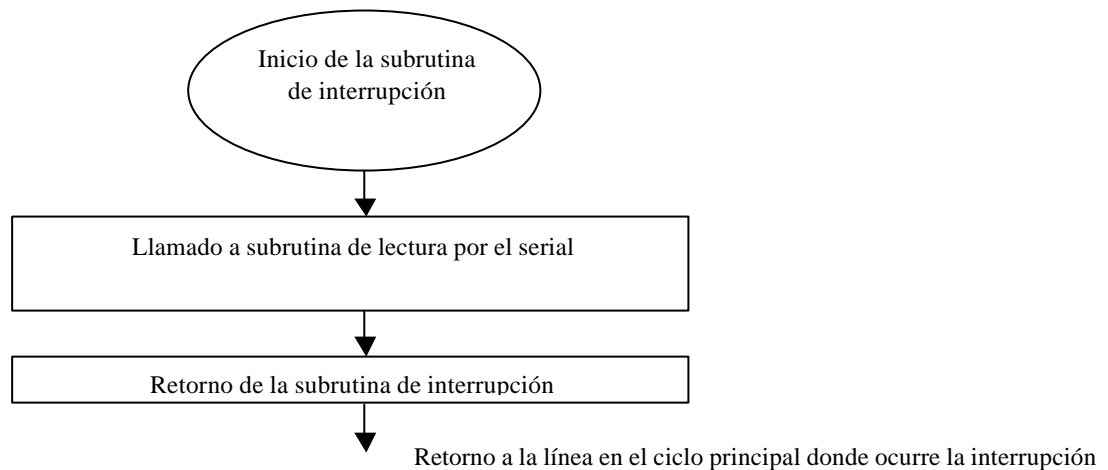 Inicio de la subrutina
de interrupción
Llamado a subrutina de lectura por el serial
Retorno de la subrutina de interrupción
Retorno a la línea en el ciclo principal donde ocurre la interrupción